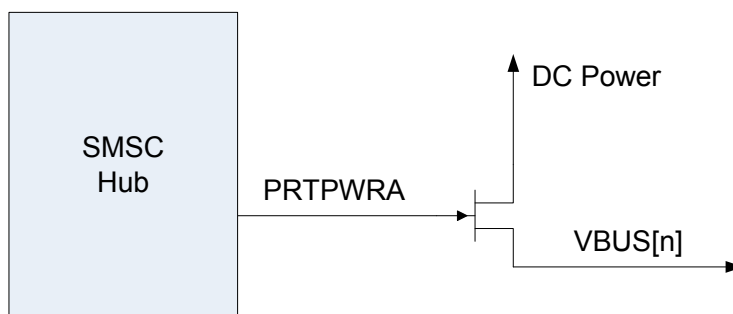 SMSC
Hub
PRTPWRA
DC Power
VBUS[n]